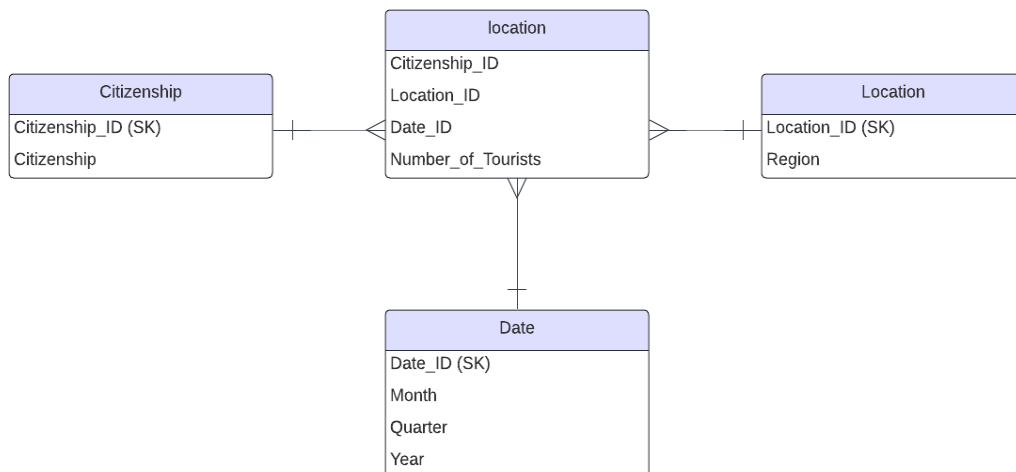 location
Citizenship_ID
Location_ID
Date_ID
Number_of_Tourists
Citizenship
Citizenship_ID (SK)
Citizenship
Location
Location_ID (SK)
Region
Date
Date_ID (SK)
Month
Quarter
Year